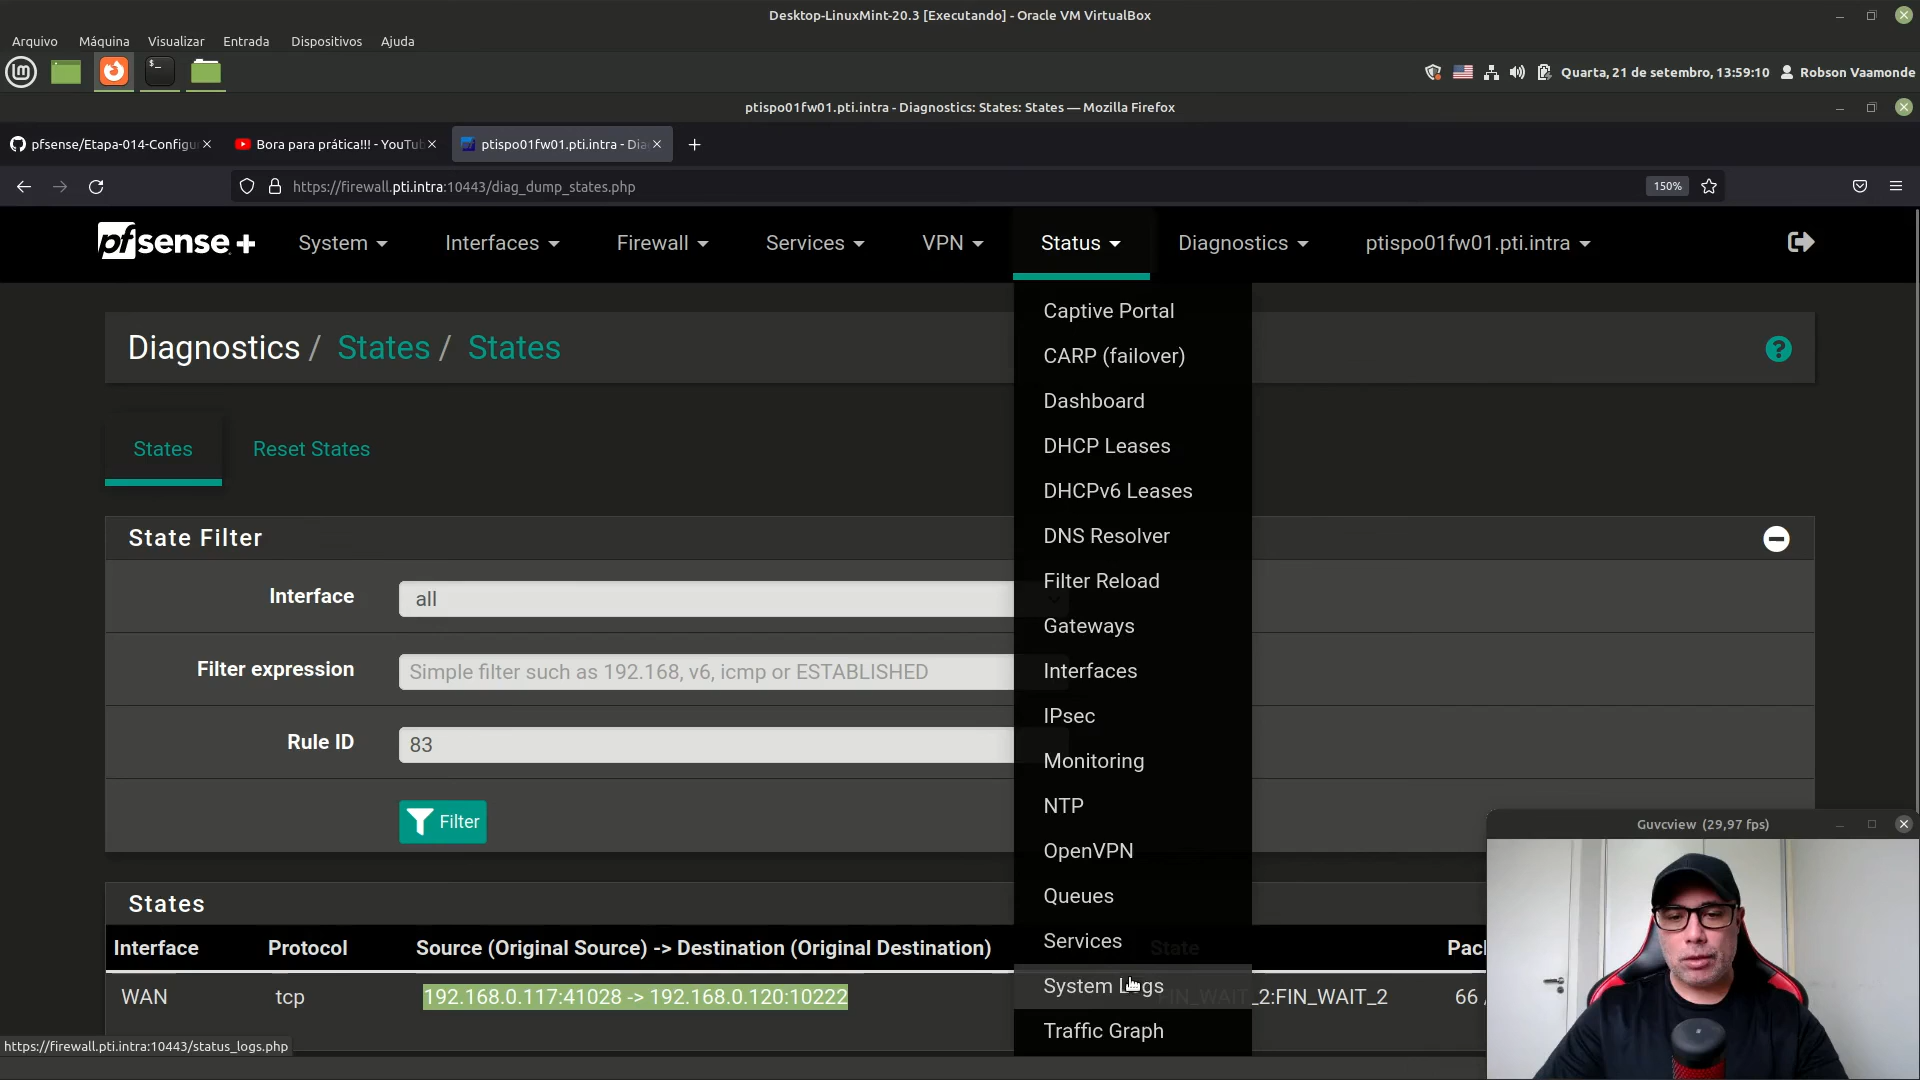 Desktop-LinuxMint-20.3 [Executando] - Oracle VM VirtualBox
Arquivo Máquina Visualizar Entrada Dispositivos Ajuda
Quarta, 21 de setembro, 13:59:10 Robson Vaamonde
ptispo01fw01.pti.intra - Diagnostics: States: States — Mozilla Firefox
pfsense/Etapa-014-Configu
Bora para prática!!! - YouTub
ptispo01fw01.pti.intra - Dia
https://firewall.pti.intra:10443/diag_dump_states.php
150%
pfsense +
System
Interfaces
Firewall
Services
VPN
Status
Diagnostics
ptispo01fw01.pti.intra
Captive Portal
CARP (failover)
Dashboard
DHCP Leases
DHCPv6 Leases
DNS Resolver
Filter Reload
Gateways
Interfaces
IPsec
Monitoring
NTP
OpenVPN
Queues
Services
System Logs
Traffic Graph
Diagnostics / States / States
States
Reset States
State Filter
Interface
all
Filter expression
Simple filter such as 192.168, v6, icmp or ESTABLISHED
Rule ID
83
Filter
States
Interface Protocol Source (Original Source) -> Destination (Original Destination) State
WAN tcp 192.168.0.117:41028 -> 192.168.0.120:10222 FIN_WAIT_2:FIN_WAIT_2 66
https://firewall.pti.intra:10443/status_logs.php
Guvcview (29,97 fps)